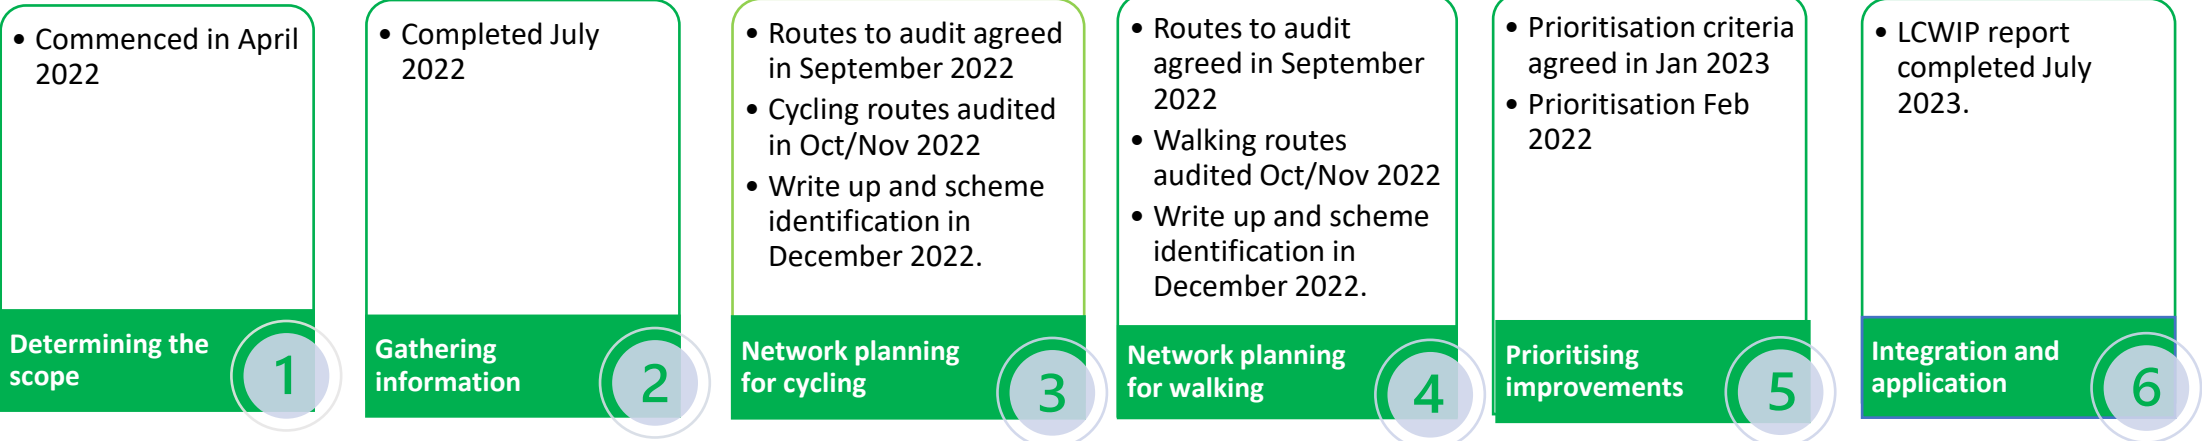 • Commenced in April
2022
Determining the
scope
1
• Completed July
2022
Gathering
information
2
• Routes to audit agreed
in September 2022
• Cycling routes audited
in Oct/Nov 2022
• Write up and scheme
identification in
December 2022.
Network planning
for cycling
3
• Routes to audit
agreed in September
2022
• Walking routes
audited Oct/Nov 2022
• Write up and scheme
identification in
December 2022.
Network planning
for walking
4
• Prioritisation criteria
agreed in Jan 2023
• Prioritisation Feb
2022
Prioritising
improvements
5
• LCWIP report
completed July
2023.
Integration and
application
6